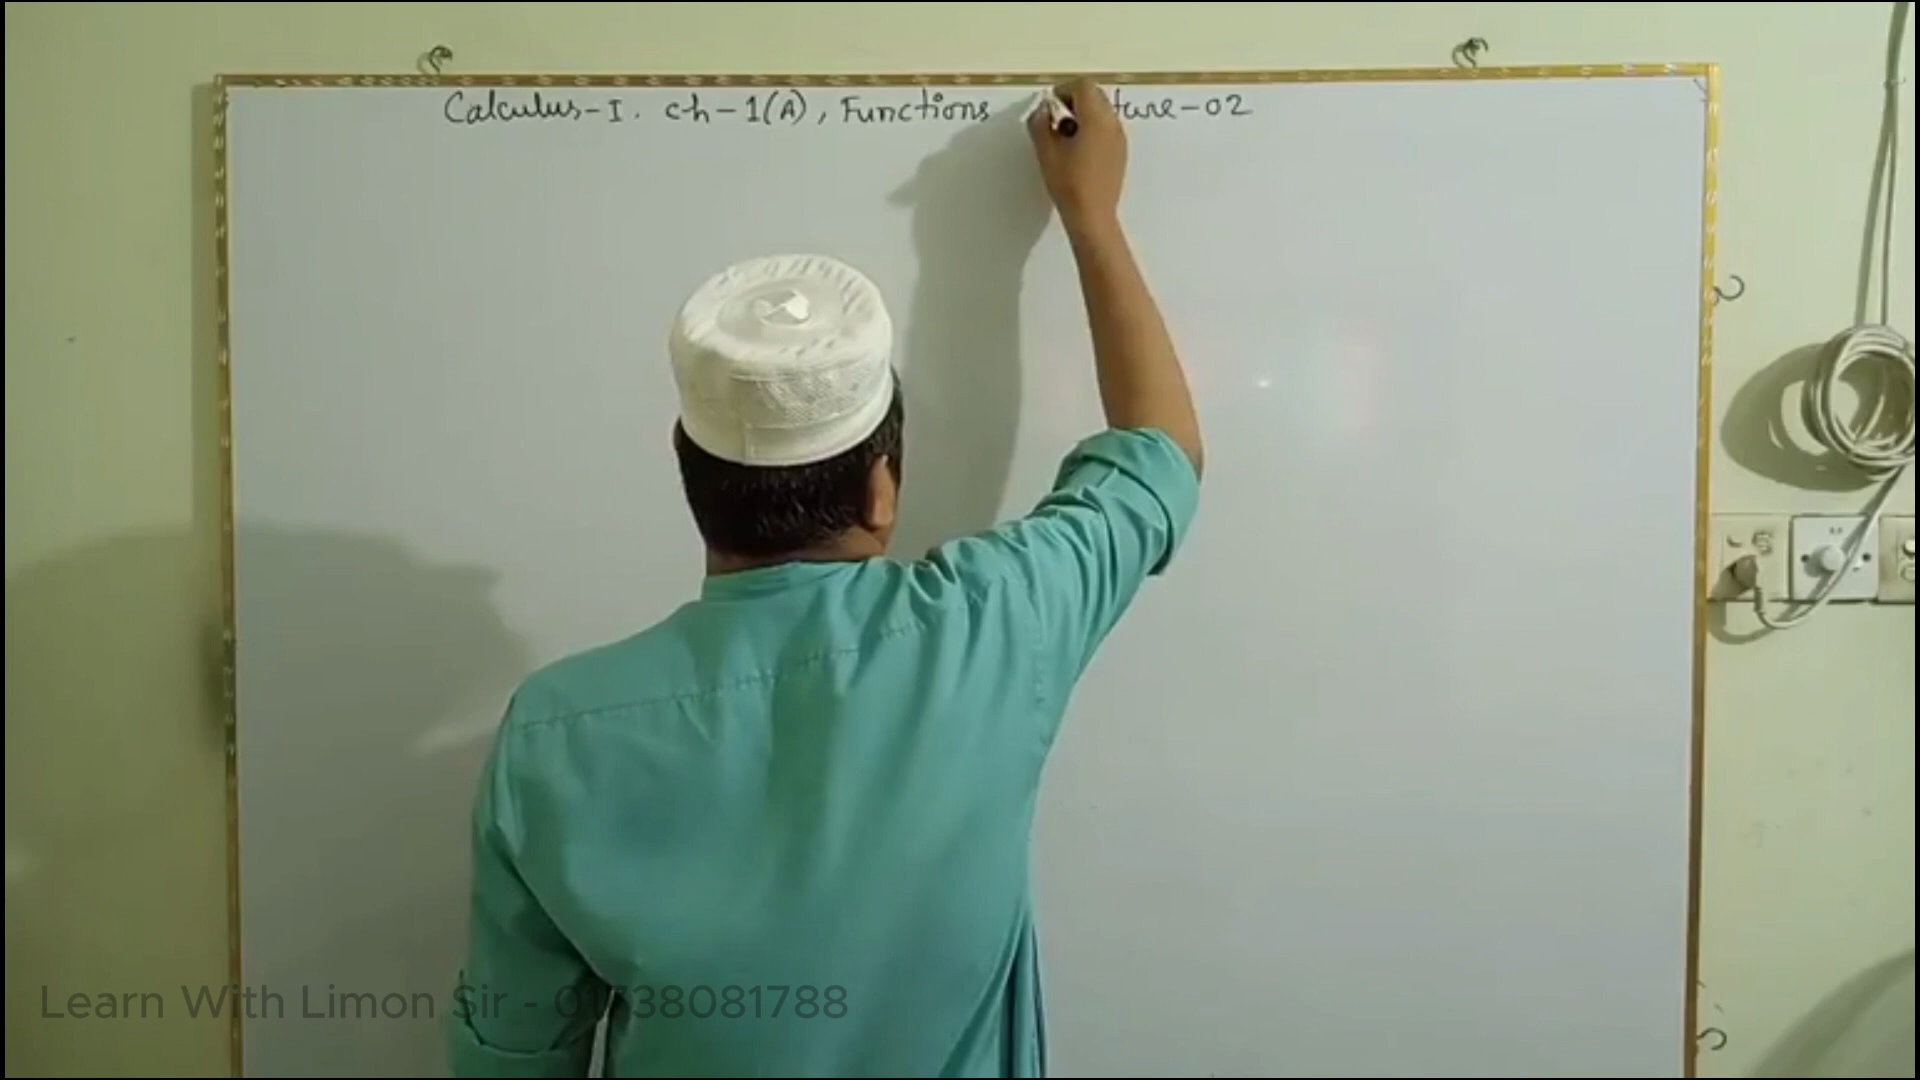 Calculus-I. ch-1(A), Functions ture-02
Learn With Limon Sir - 01738081788